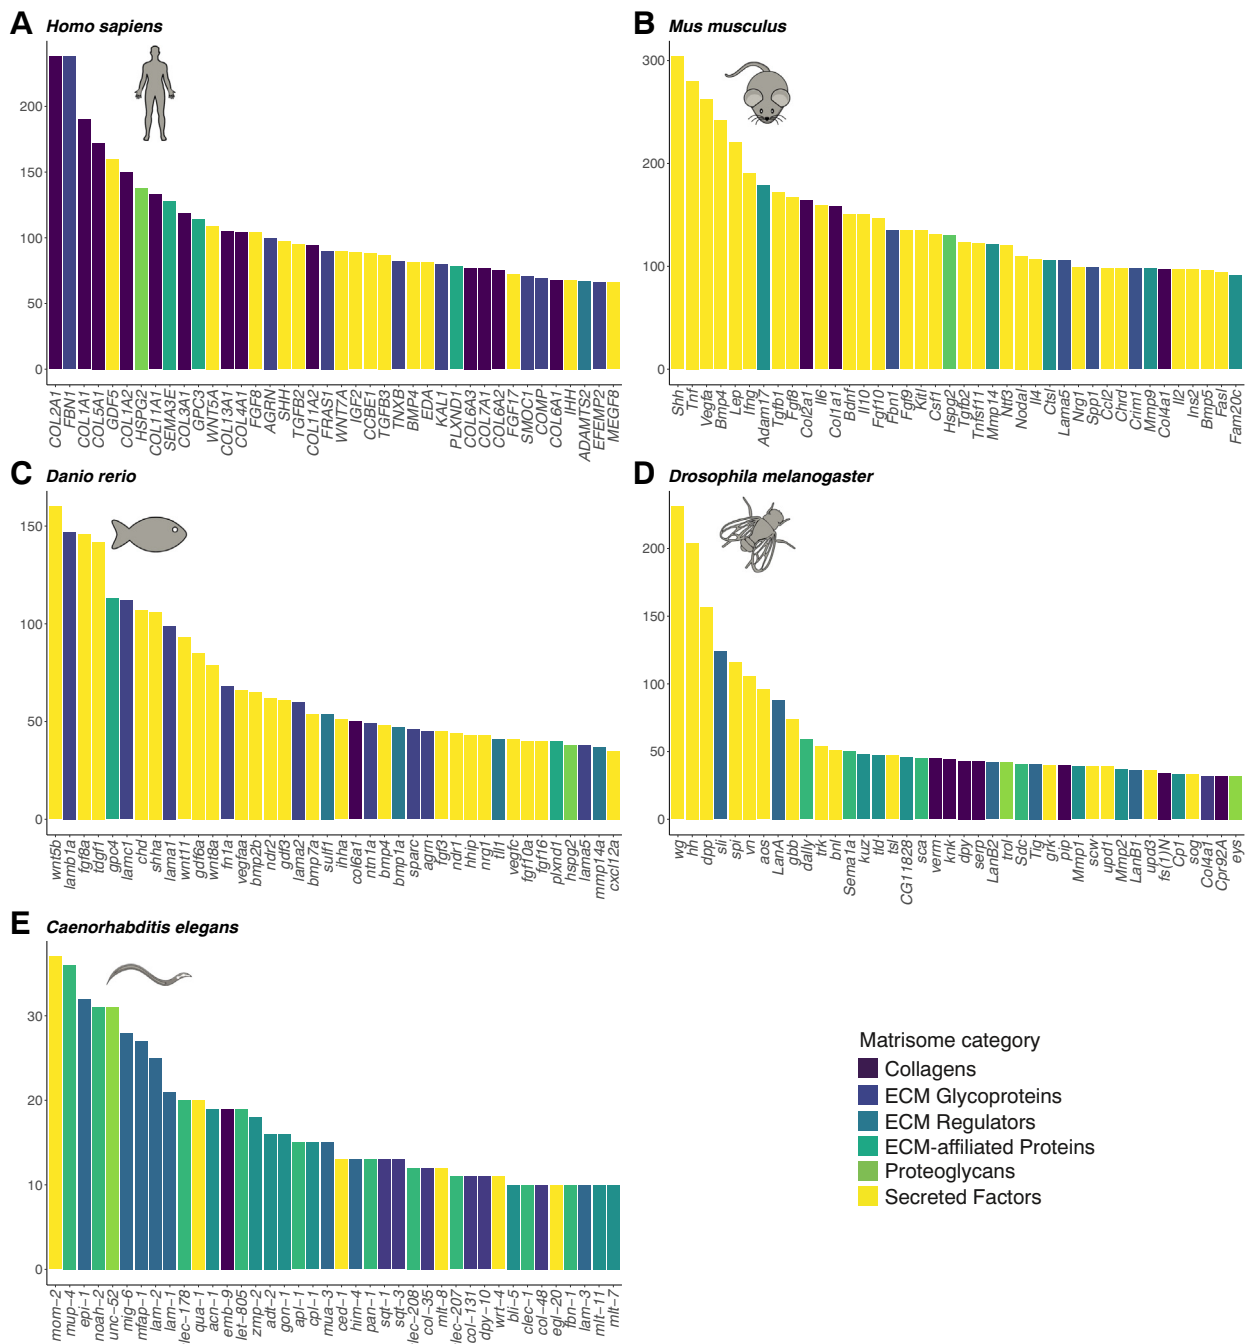 A Homo sapiens
200
150
100
50
0
COL2A1 FBN1 COL1A1 COL5A1 GDF5 COL1A2 HSPG2 COL11A1 SEMA3E COL3A1 GPC3 WNT5A COL13A1 COL4A1 FGF8 AGRN SHH TGFB2 COL11A2 FRAS1 WNT7A IGF2 CCBE1 TGFB3 TNXB BMP4 EDA KAL1 PLXND1 COL6A3 COL7A1 COL6A2 FGF17 SMOC1 COMP COL6A1 IHH ADAMTS2 EFEMP2 MEGF8
B Mus musculus
300
200
100
0
Shh Tnf Vegfa Bmp4 Lep Ifng Adam17 Tgfb1 Fgf8 Col2a1 Il6 Col1a1 Bdnf Il10 Fgf10 Fbn1 Fgf9 Kitl Csf1 Hspg2 Tgfb2 Tnfsf11 Mmp14 Ntf3 Nodal Il4 Ctsl Lama5 Nrg1 Spp1 Ccl2 Chrd Crim1 Mmp9 Col4a1 Il2 Ins2 Bmp5 Fasl Fam20c
C Danio rerio
150
100
50
0
wnt5b lamb1a fgf8a tdgf1 gpc4 lamc1 chd shha lama1 wnt11 gdf6a wnt8a fn1a vegfaa bmp2b ndr2 gdf3 lama2 bmp7a sulf1 ihha col6a1 ntn1a bmp4 bmp1a sparc agrn fgf3 ndr1 hhip nrg1 tll1 vegfc fgf10a fgf16 plxnd1 hspg2 lama5 mmp14a cxcl12a
D Drosophila melanogaster
200
150
100
50
0
wg hh dpp sli spi vn aos LanA gbb dally trk bnl Sema1a kuz tld tsl CG11828 sca verm knk dpy serp LanB2 trol Sdc Tig grk pip Mmp1 scw upd1 Mmp2 LanB1 upd3 fs(1)N Cp1 sog Col4a1 Cpr92A eys
E Caenorhabditis elegans
30
20
10
0
mom-2 mup-4 epi-1 noah-2 unc-52 mig-6 mfap-1 lam-2 lam-1 lec-178 qua-1 acn-1 emb-9 let-805 zmp-2 adt-2 gon-1 apl-1 cpl-1 mua-3 ced-1 him-4 pan-1 sqt-1 sqt-3 lec-208 col-35 mlt-8 lec-207 col-131 dpy-10 wrt-4 bli-5 clec-1 col-48 egl-20 fbn-1 lam-3 mlt-11 mlt-7
Matrisome category
Collagens
ECM Glycoproteins
ECM Regulators
ECM-affiliated Proteins
Proteoglycans
Secreted Factors